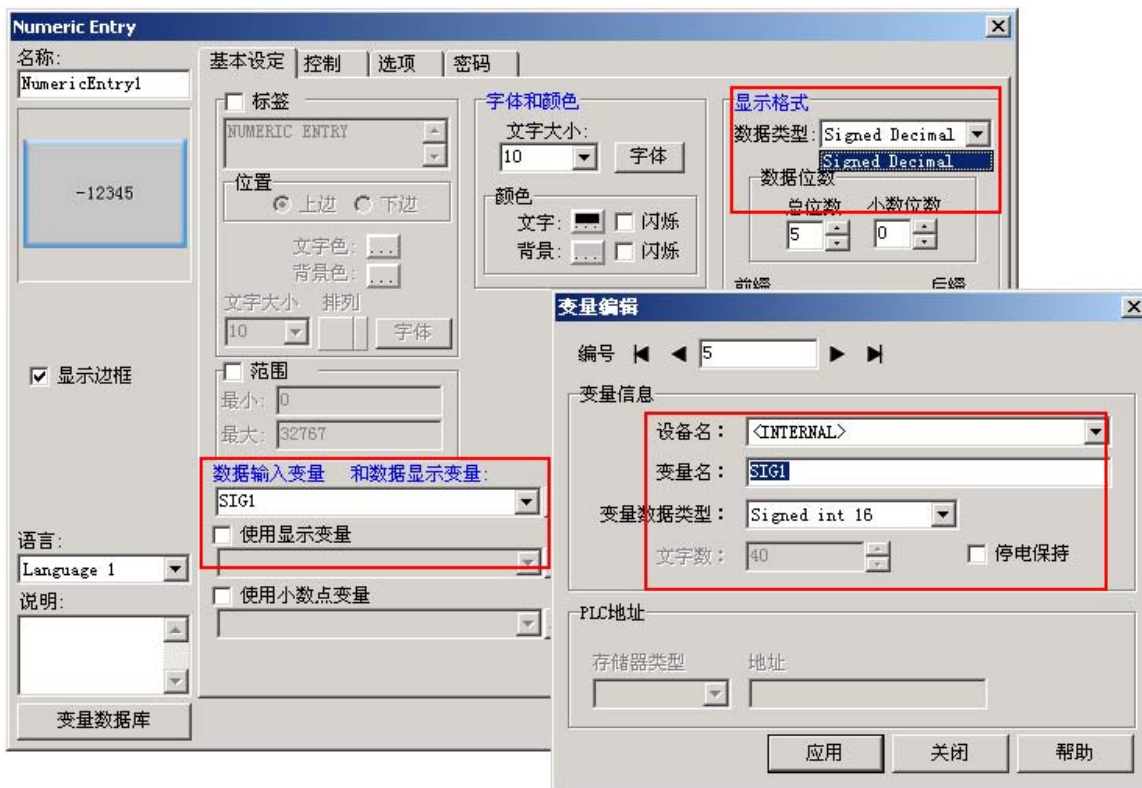 Numeric Entry
名称:
NumericEntry1
-12345
显示边框
语言:
Language 1
说明:
变量数据库
基本设定 控制 选项 密码
标签
NUMERIC ENTRY
位置
上边 下边
文字色: ...
背景色: ...
文字大小 排列
10 字体
范围
最小: 0
最大: 32767
数据输入变量 和数据显示变量:
SIG1
使用显示变量
使用小数点变量
字体和颜色
文字大小:
10 字体
颜色
文字: ... 闪烁
背景: ... 闪烁
显示格式
数据类型: Signed Decimal
Signed Decimal
数据位数
总位数 小数位数
5 0
前缀 后缀
变量编辑
编号 5
变量信息
设备名： <INTERNAL>
变量名： SIG1
变量数据类型： Signed int 16
文字数： 40 停电保持
PLC地址
存储器类型 地址
应用 关闭 帮助